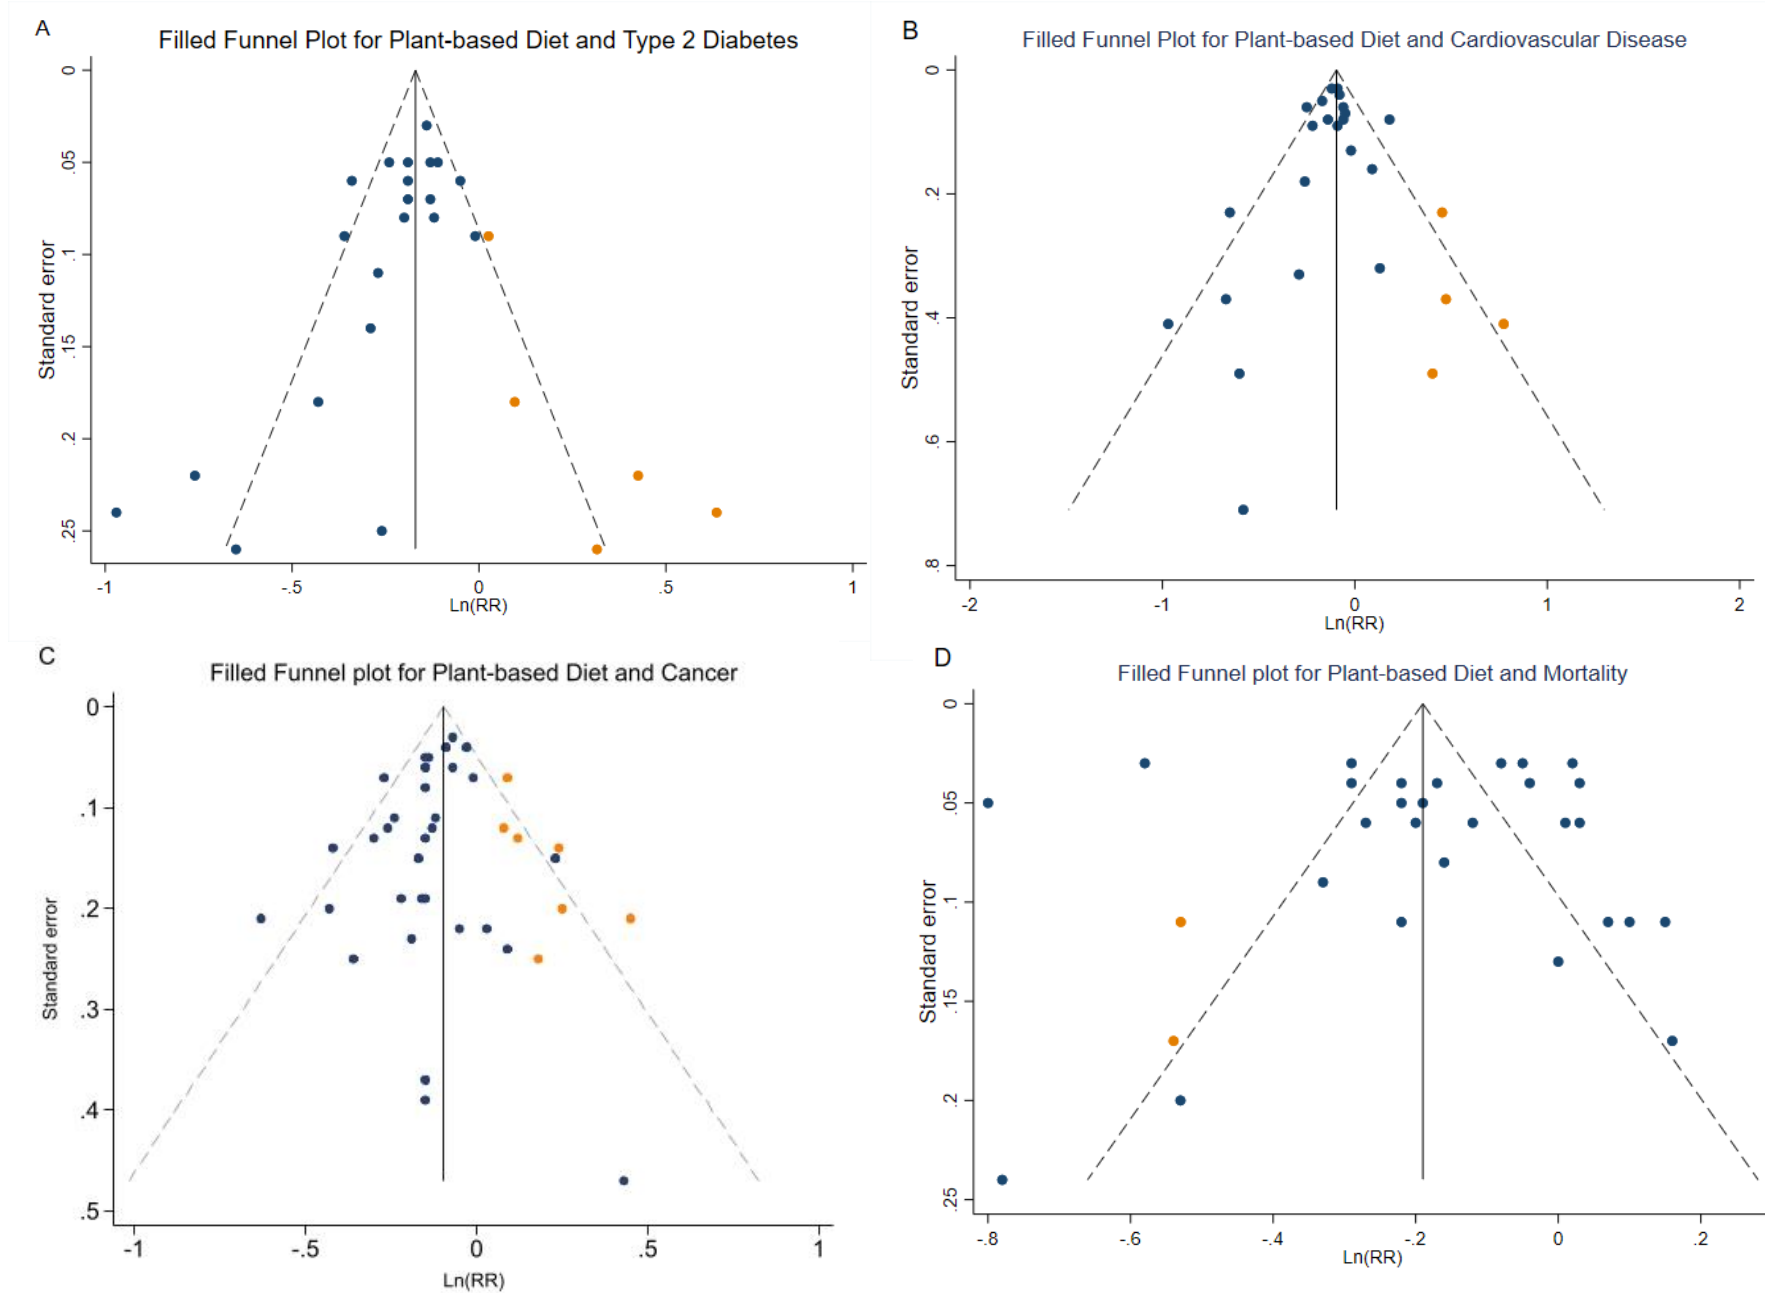 A
Filled Funnel Plot for Plant-based Diet and Type 2 Diabetes
Standard error
0
.05
.1
.15
.2
.25
-1
-.5
0
.5
1
Ln(RR)
B
Filled Funnel Plot for Plant-based Diet and Cardiovascular Disease
Standard error
0
.2
.4
.6
.8
-2
-1
0
1
2
Ln(RR)
C
Filled Funnel plot for Plant-based Diet and Cancer
Standard error
0
.1
.2
.3
.4
.5
-1
-.5
0
.5
1
Ln(RR)
D
Filled Funnel plot for Plant-based Diet and Mortality
Standard error
0
.05
.1
.15
.2
.25
-.8
-.6
-.4
-.2
0
.2
Ln(RR)